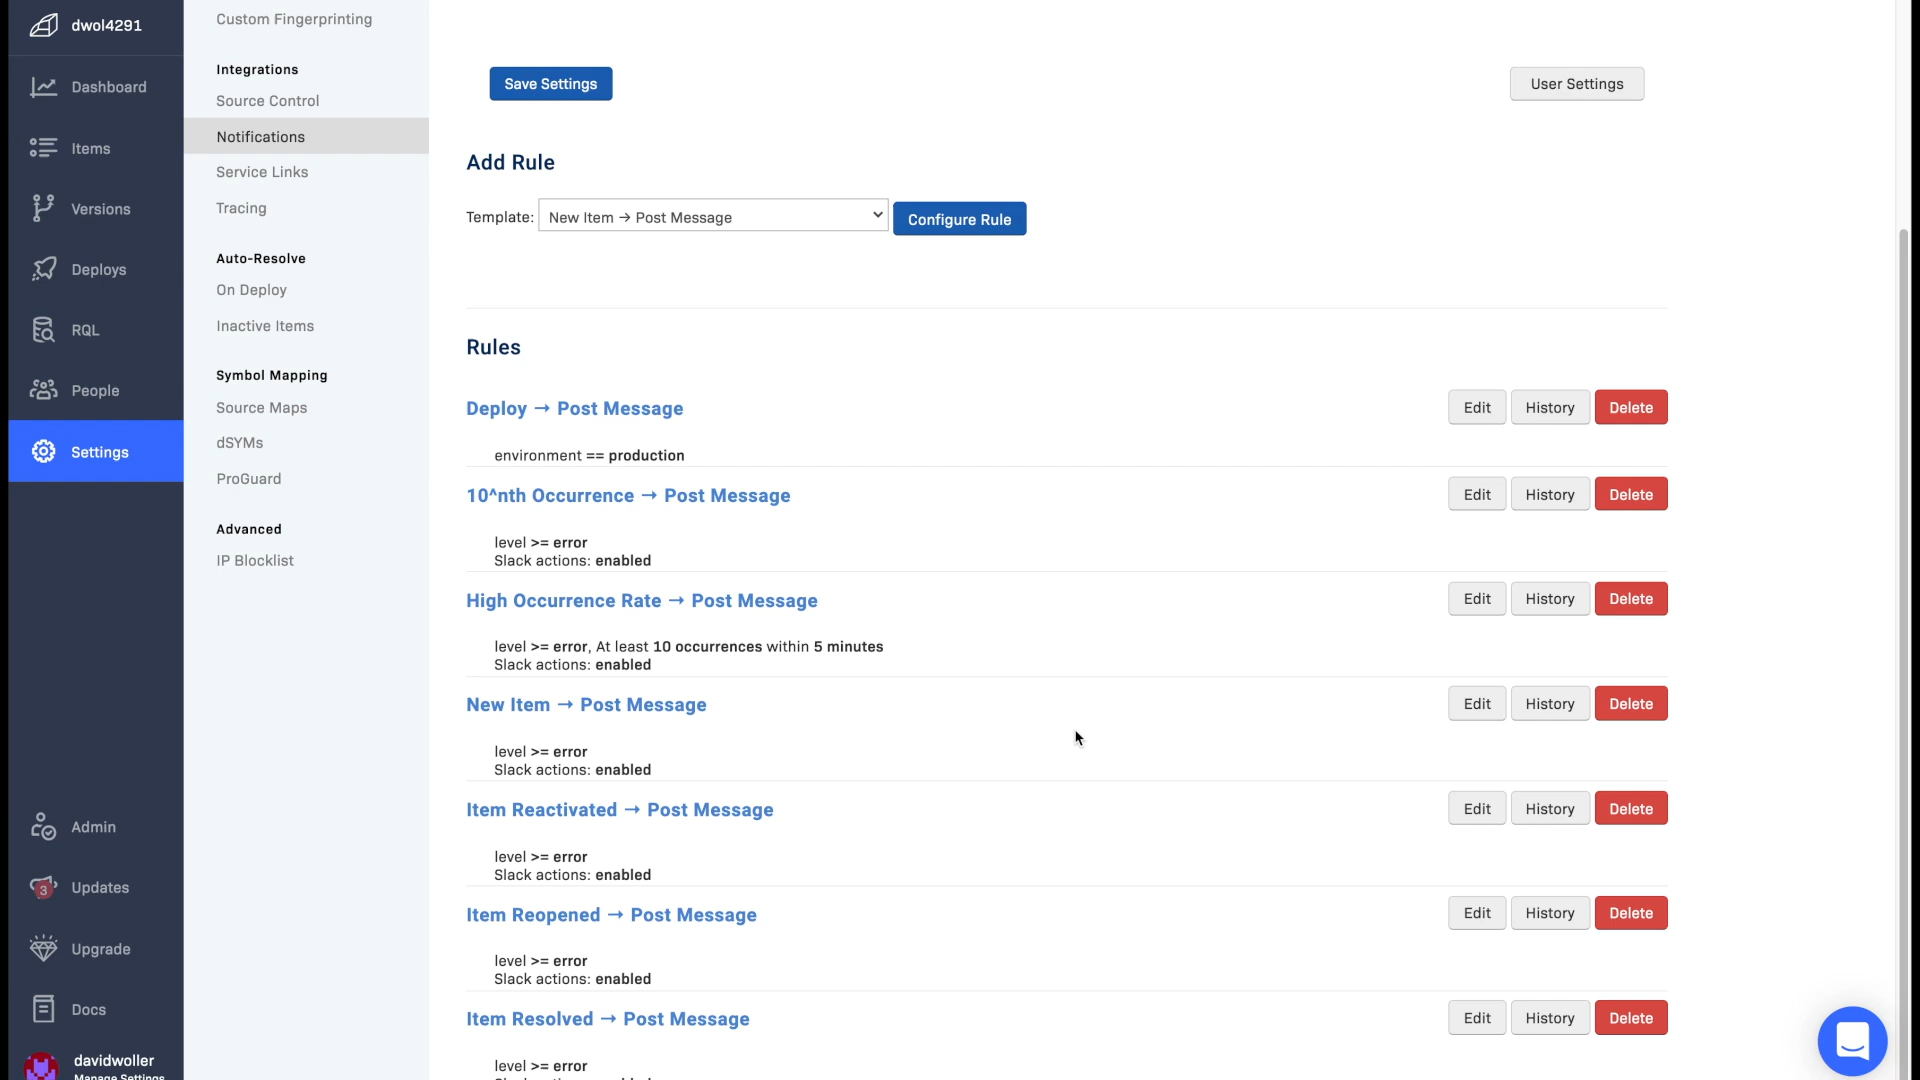 dwol4291
Dashboard
Items
Versions
Deploys
RQL
People
Settings
Admin
3
Updates
Upgrade
Docs
davidwoller
Manage Settings
Custom Fingerprinting
Integrations
Source Control
Notifications
Service Links
Tracing
Auto-Resolve
On Deploy
Inactive Items
Symbol Mapping
Source Maps
dSYMs
ProGuard
Advanced
IP Blocklist
Save Settings
User Settings
Add Rule
Template: New Item → Post Message Configure Rule
Rules
Deploy → Post Message Edit History Delete
environment == production
10^nth Occurrence → Post Message Edit History Delete
level >= error
Slack actions: enabled
High Occurrence Rate → Post Message Edit History Delete
level >= error, At least 10 occurrences within 5 minutes
Slack actions: enabled
New Item → Post Message Edit History Delete
level >= error
Slack actions: enabled
Item Reactivated → Post Message Edit History Delete
level >= error
Slack actions: enabled
Item Reopened → Post Message Edit History Delete
level >= error
Slack actions: enabled
Item Resolved → Post Message Edit History Delete
level >= error